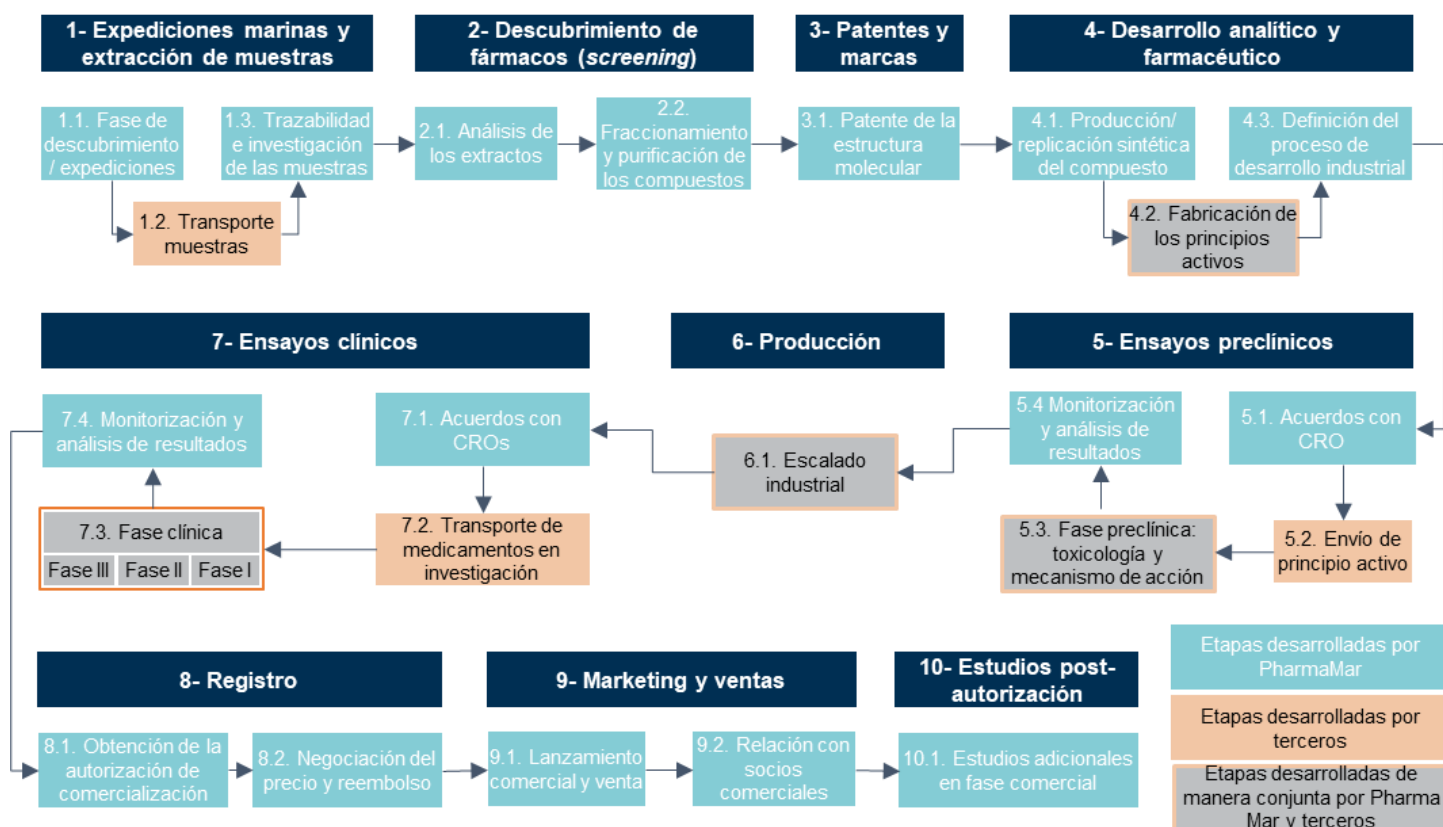 1- Expediciones marinas y
extracción de muestras
2- Descubrimiento de
fármacos (screening)
3- Patentes y
marcas
4- Desarrollo analítico y
farmacéutico
1.1. Fase de
descubrimiento
/ expediciones
1.2. Transporte
muestras
1.3. Trazabilidad
e investigación
de las muestras
2.1. Análisis de
los extractos
2.2.
Fraccionamiento
y purificación de
los compuestos
3.1. Patente de la
estructura
molecular
4.1. Producción/
replicación sintética
del compuesto
4.2. Fabricación de
los principios
activos
4.3. Definición del
proceso de
desarrollo industrial
7- Ensayos clínicos
6- Producción
5- Ensayos preclínicos
5.1. Acuerdos con
CRO
5.2. Envío de
principio activo
5.3. Fase preclínica:
toxicología y
mecanismo de acción
5.4 Monitorización
y análisis de
resultados
6.1. Escalado
industrial
7.1. Acuerdos con
CROs
7.2. Transporte de
medicamentos en
investigación
7.3. Fase clínica
Fase III
Fase II
Fase I
7.4. Monitorización y
análisis de resultados
8- Registro
9- Marketing y ventas
10- Estudios post-
autorización
8.1. Obtención de la
autorización de
comercialización
8.2. Negociación del
precio y reembolso
9.1. Lanzamiento
comercial y venta
9.2. Relación con
socios
comerciales
10.1. Estudios adicionales
en fase comercial
Etapas desarrolladas por
PharmaMar
Etapas desarrolladas por
terceros
Etapas desarrolladas de
manera conjunta por Pharma
Mar y terceros